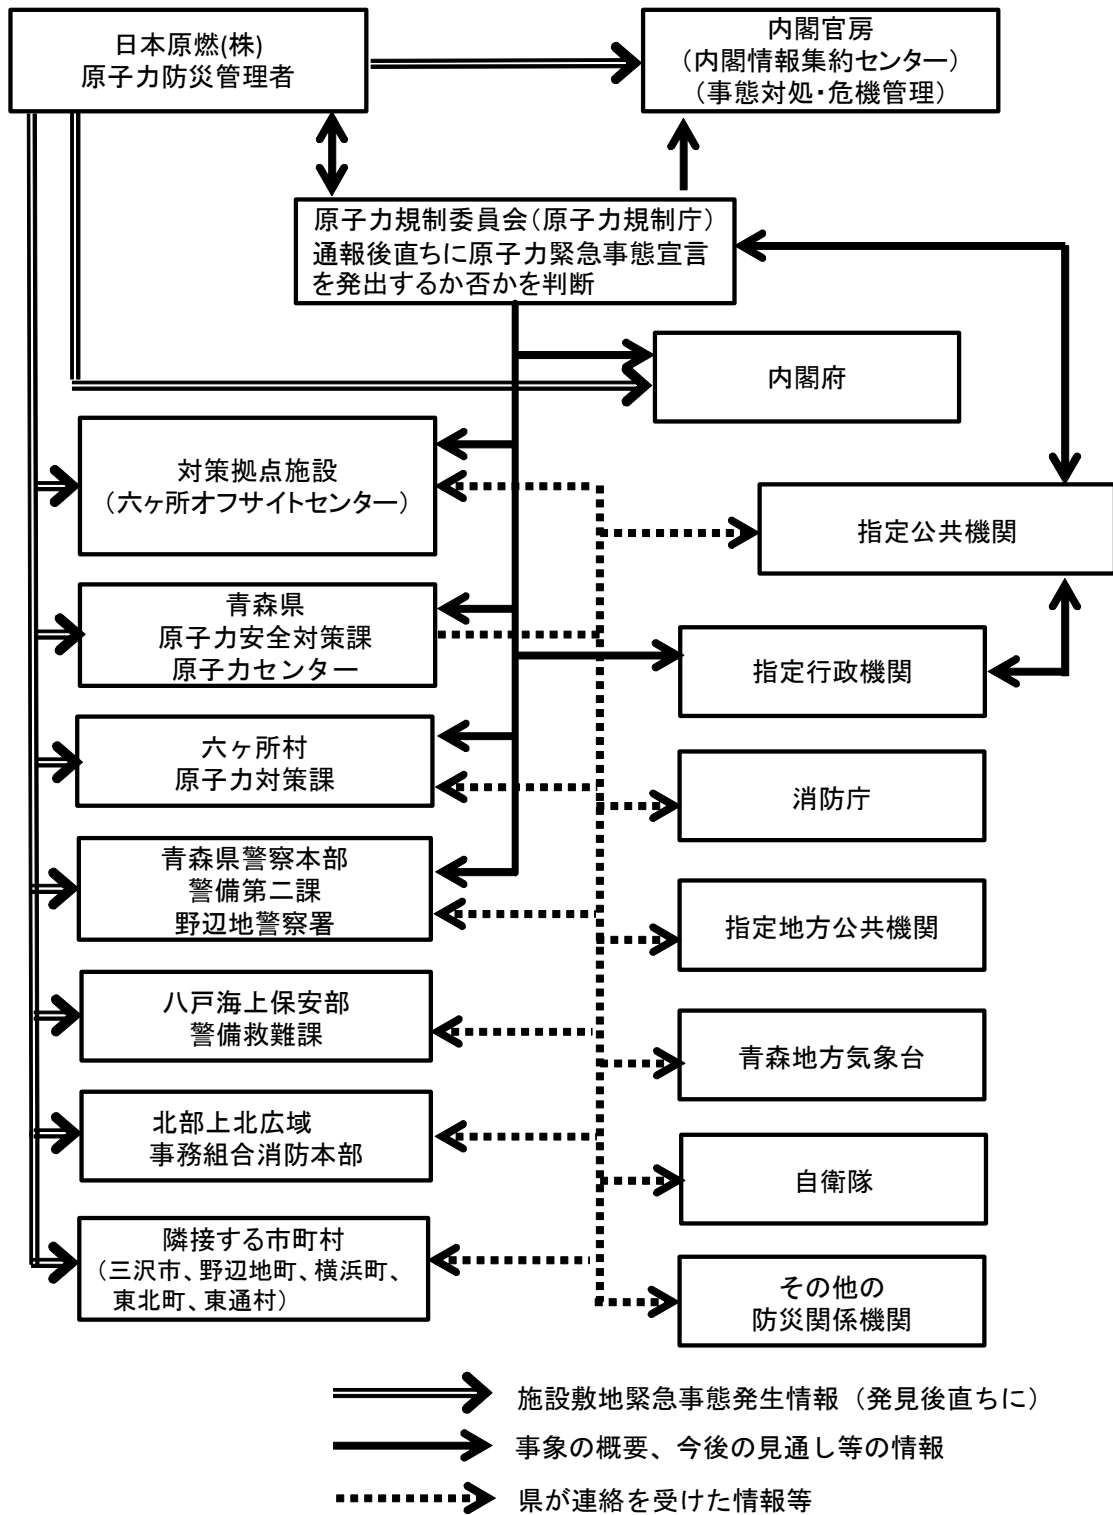 日本原燃(株)
原子力防災管理者
内閣官房
（内閣情報集約センター）
（事態対処・危機管理）
原子力規制委員会（原子力規制庁）
通報後直ちに原子力緊急事態宣言
を発出するか否かを判断
内閣府
対策拠点施設
（六ヶ所オフサイトセンター）
指定公共機関
青森県
原子力安全対策課
原子力センター
指定行政機関
六ヶ所村
原子力対策課
消防庁
青森県警察本部
警備第二課
野辺地警察署
指定地方公共機関
八戸海上保安部
警備救難課
青森地方気象台
北部上北広域
事務組合消防本部
自衛隊
隣接する市町村
（三沢市、野辺地町、横浜町、
東北町、東通村）
その他の
防災関係機関
施設敷地緊急事態発生情報（発見後直ちに）
事象の概要、今後の見通し等の情報
県が連絡を受けた情報等